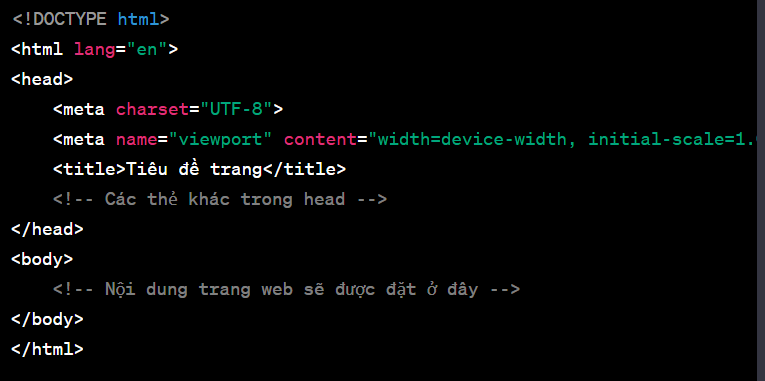 <!DOCTYPE html>
<html lang="en">
<head>
    <meta charset="UTF-8">
    <meta name="viewport" content="width=device-width, initial-scale=1.
    <title>Tiêu đề trang</title>
    <!-- Các thẻ khác trong head -->
</head>
<body>
    <!-- Nội dung trang web sẽ được đặt ở đây -->
</body>
</html>